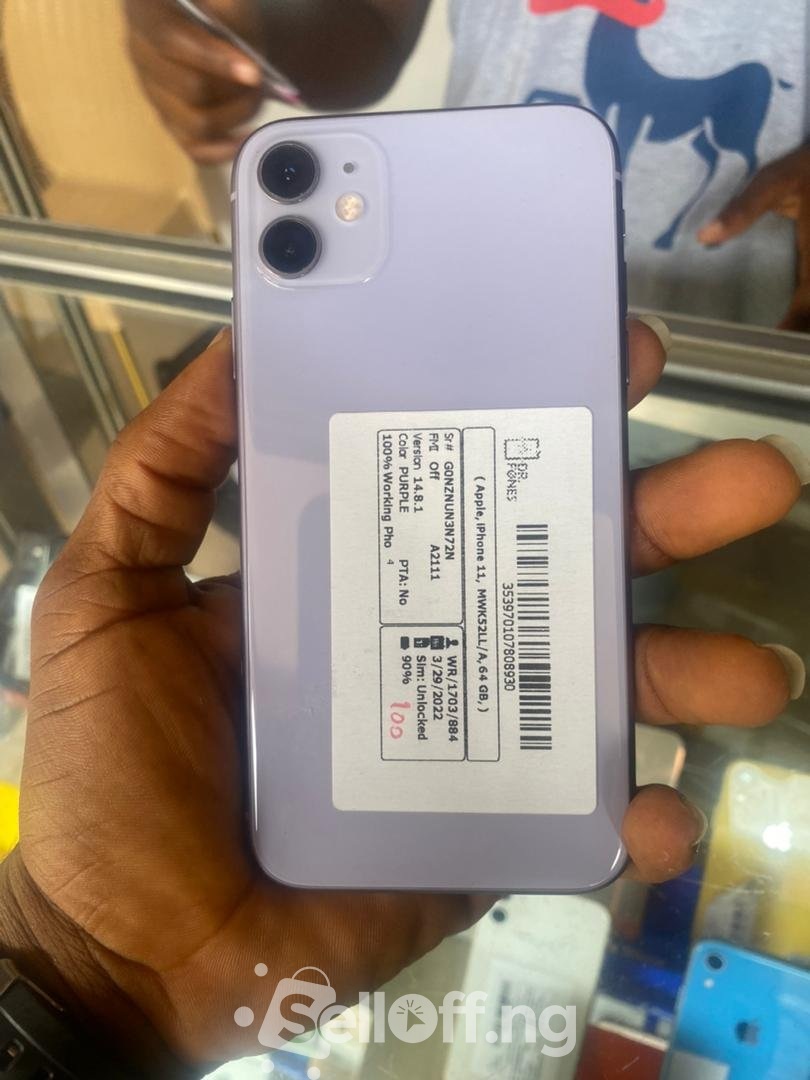 DR.
FONES
353970107808930
( Apple, iPhone 11, MWK52LL/A, 64 GB, )
Sr# G0NZNUN3N72N
FMI Off A2111
Version 14.8.1
Color PURPLE PTA: No
100% Working Pho 4
WR/1703/884
3/29/2022
Sim: Unlocked
90% 100
SellOff.ng